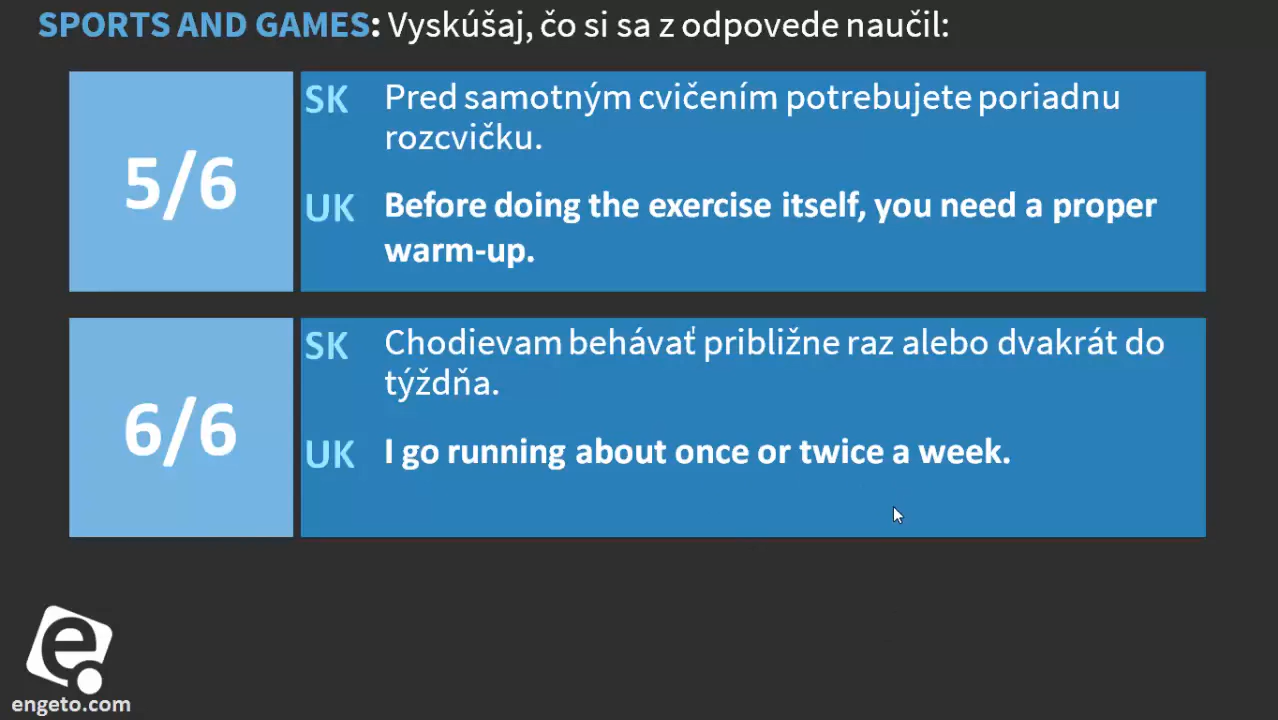 SPORTS AND GAMES: Vyskúšaj, čo si sa z odpovede naučil:
5/6
SK Pred samotným cvičením potrebujete poriadnu
rozcvičku.
UK Before doing the exercise itself, you need a proper
warm-up.
6/6
SK Chodievam behávať približne raz alebo dvakrát do
týždňa.
UK I go running about once or twice a week.
e
engeto.com